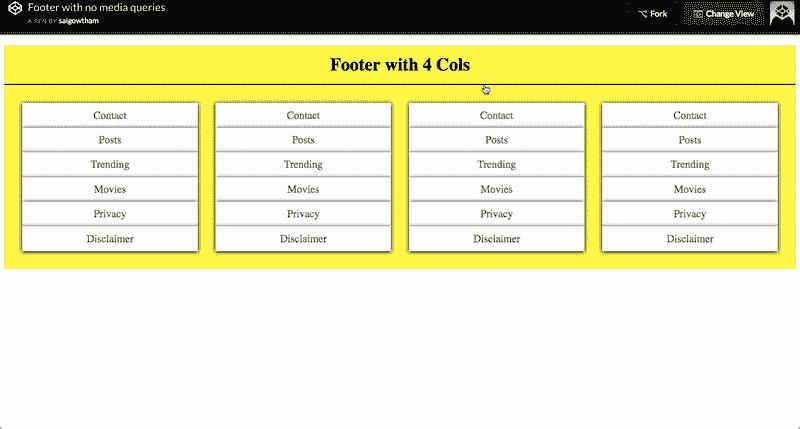 Footer with no media queries
A PEN BY saigowtham
Fork
Change View
Footer with 4 Cols
Contact Contact Contact Contact
Posts Posts Posts Posts
Trending Trending Trending Trending
Movies Movies Movies Movies
Privacy Privacy Privacy Privacy
Disclaimer Disclaimer Disclaimer Disclaimer